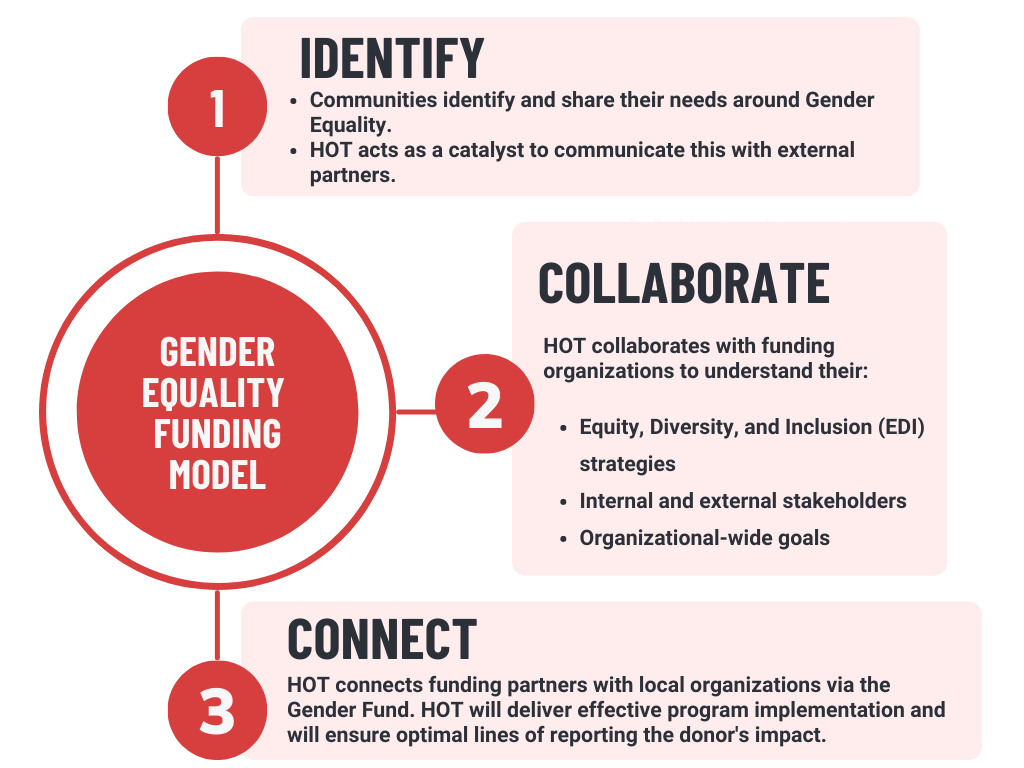 1
IDENTIFY
• Communities identify and share their needs around Gender
Equality.
• HOT acts as a catalyst to communicate this with external
partners.
GENDER
EQUALITY
FUNDING
MODEL
2
COLLABORATE
HOT collaborates with funding
organizations to understand their:
• Equity, Diversity, and Inclusion (EDI)
strategies
• Internal and external stakeholders
• Organizational-wide goals
3
CONNECT
HOT connects funding partners with local organizations via the
Gender Fund. HOT will deliver effective program implementation and
will ensure optimal lines of reporting the donor's impact.